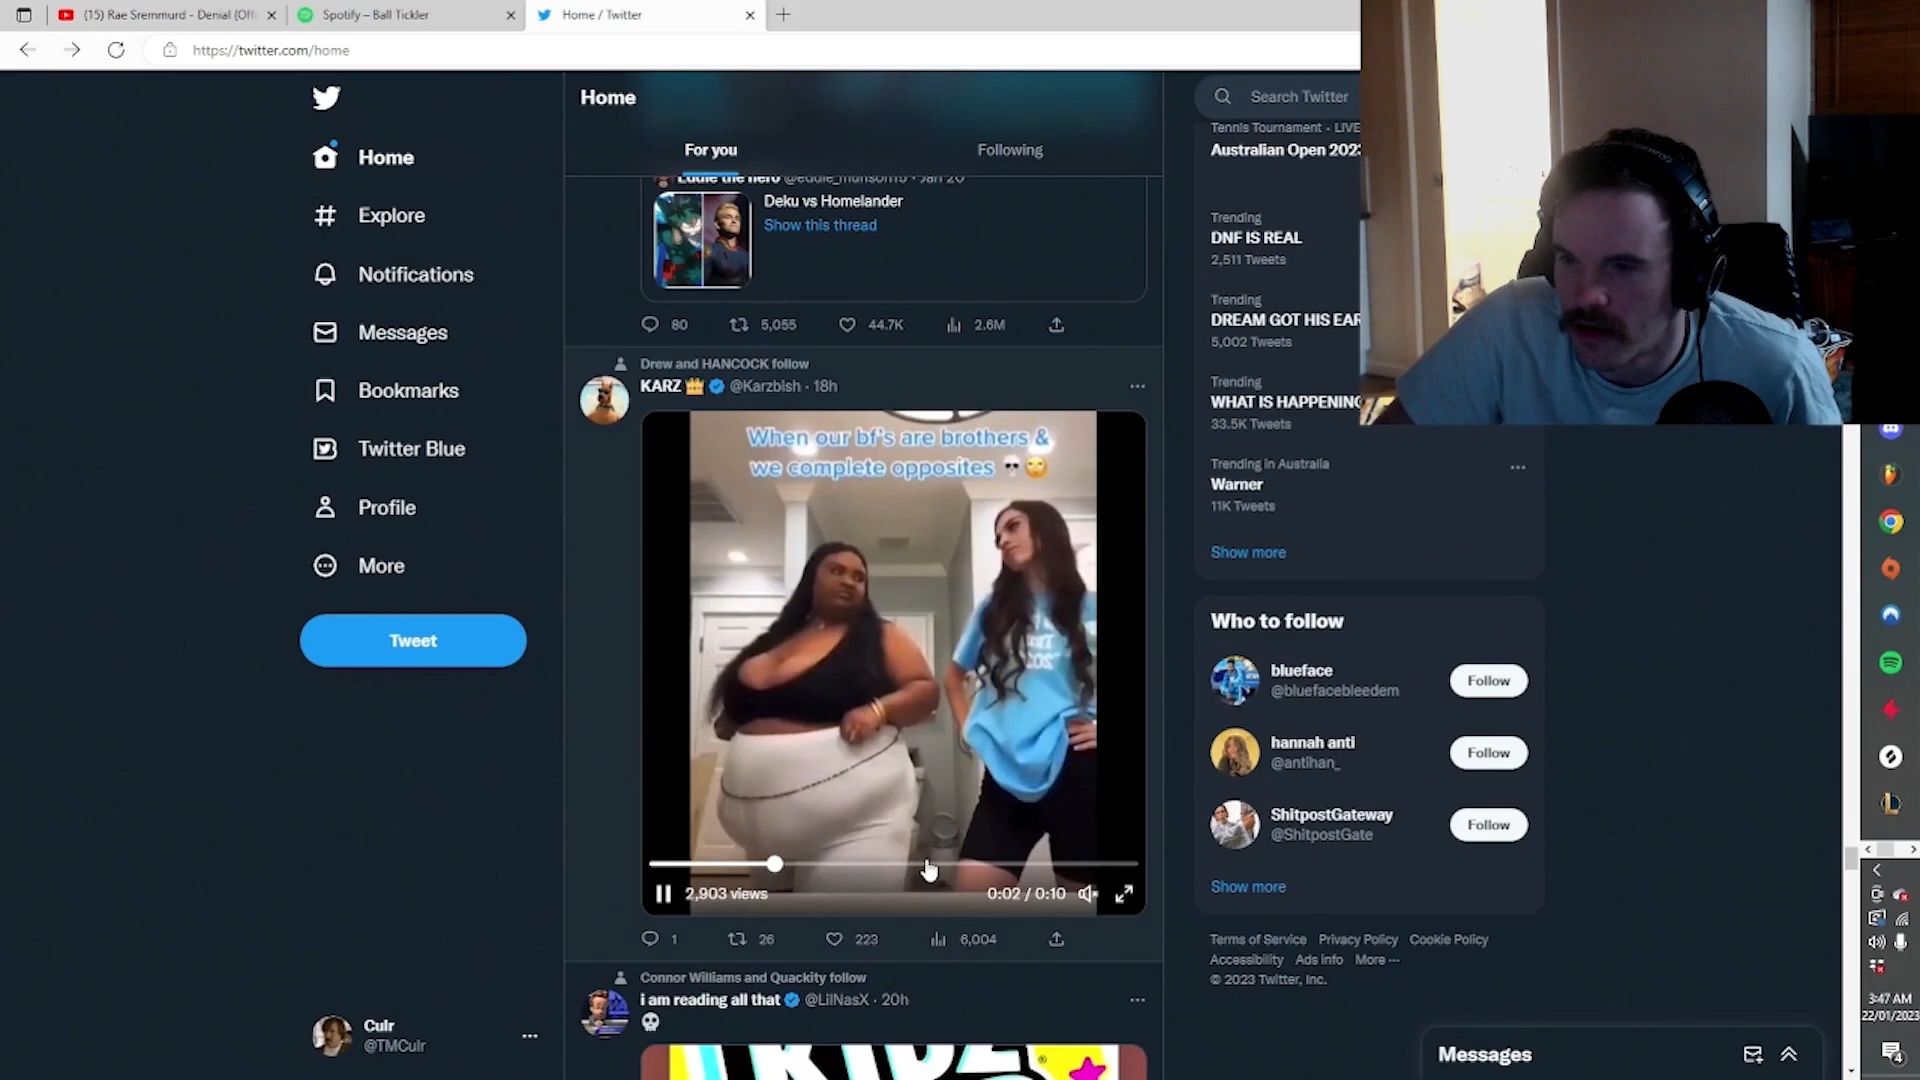 (15) Rae Sremmurd - Denial (Offi
Spotify – Ball Tickler
Home / Twitter
https://twitter.com/home
Home
Explore
Notifications
Messages
Bookmarks
Twitter Blue
Profile
More
Tweet
Culr
@TMCulr
Home
For you
Following
Eddie the hero @eddie_munson15 · Jan 20
Deku vs Homelander
Show this thread
80
5,055
44.7K
2.6M
Drew and HANCOCK follow
KARZ 👑 @Karzbish · 18h
When our bf's are brothers &
we complete opposites 💀🙄
2,903 views
0:02 / 0:10
1
26
223
6,004
Connor Williams and Quackity follow
i am reading all that @LilNasX · 20h
💀
Search Twitter
Tennis Tournament · LIVE
Australian Open 2023
Trending
DNF IS REAL
2,511 Tweets
Trending
DREAM GOT HIS EAR
5,002 Tweets
Trending
WHAT IS HAPPENING
33.5K Tweets
Trending in Australia
Warner
11K Tweets
Show more
Who to follow
blueface
@bluefacebleedem
Follow
hannah anti
@antihan_
Follow
ShitpostGateway
@ShitpostGate
Follow
Show more
Terms of Service Privacy Policy Cookie Policy
Accessibility Ads info More ···
© 2023 Twitter, Inc.
Messages
3:47 AM
22/01/2023
4